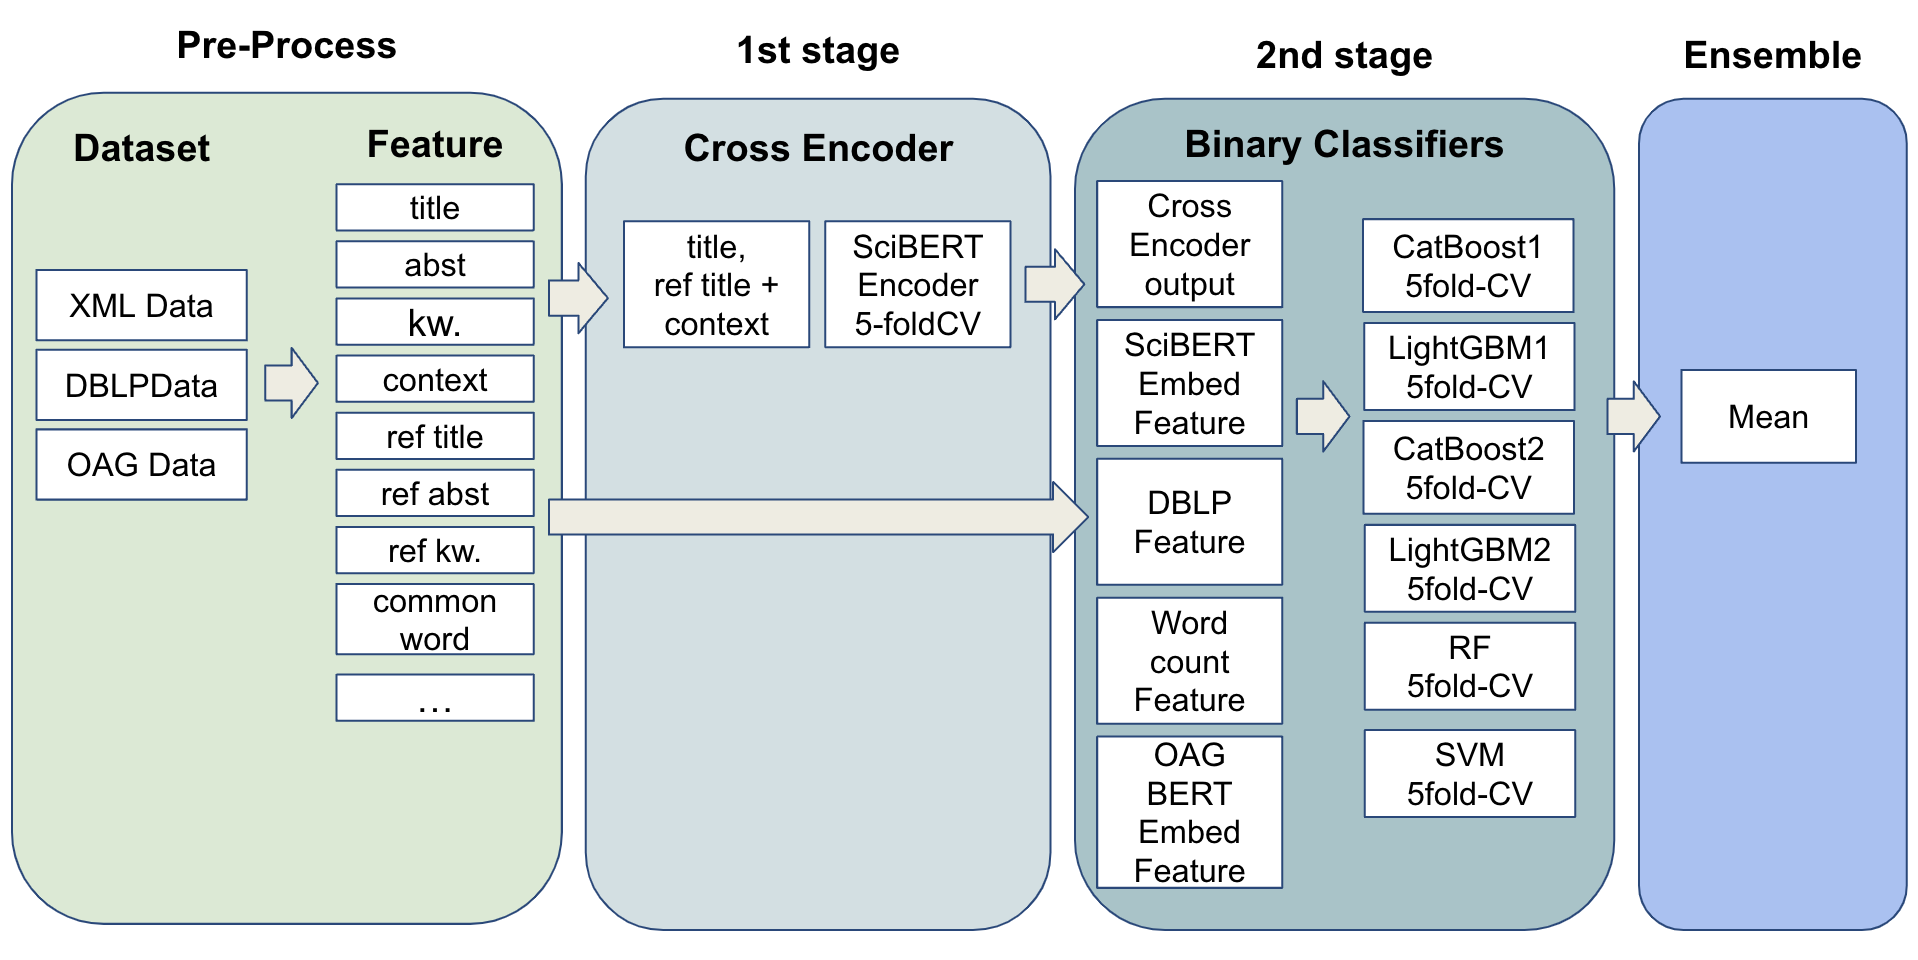 Pre-Process
Dataset
XML Data
DBLPData
OAG Data
Feature
title
abst
kw.
context
ref title
ref abst
ref kw.
common
word
...
1st stage
Cross Encoder
title,
ref title +
context
SciBERT
Encoder
5-foldCV
2nd stage
Binary Classifiers
Cross
Encoder
output
SciBERT
Embed
Feature
DBLP
Feature
Word
count
Feature
OAG
BERT
Embed
Feature
CatBoost1
5fold-CV
LightGBM1
5fold-CV
CatBoost2
5fold-CV
LightGBM2
5fold-CV
RF
5fold-CV
SVM
5fold-CV
Ensemble
Mean